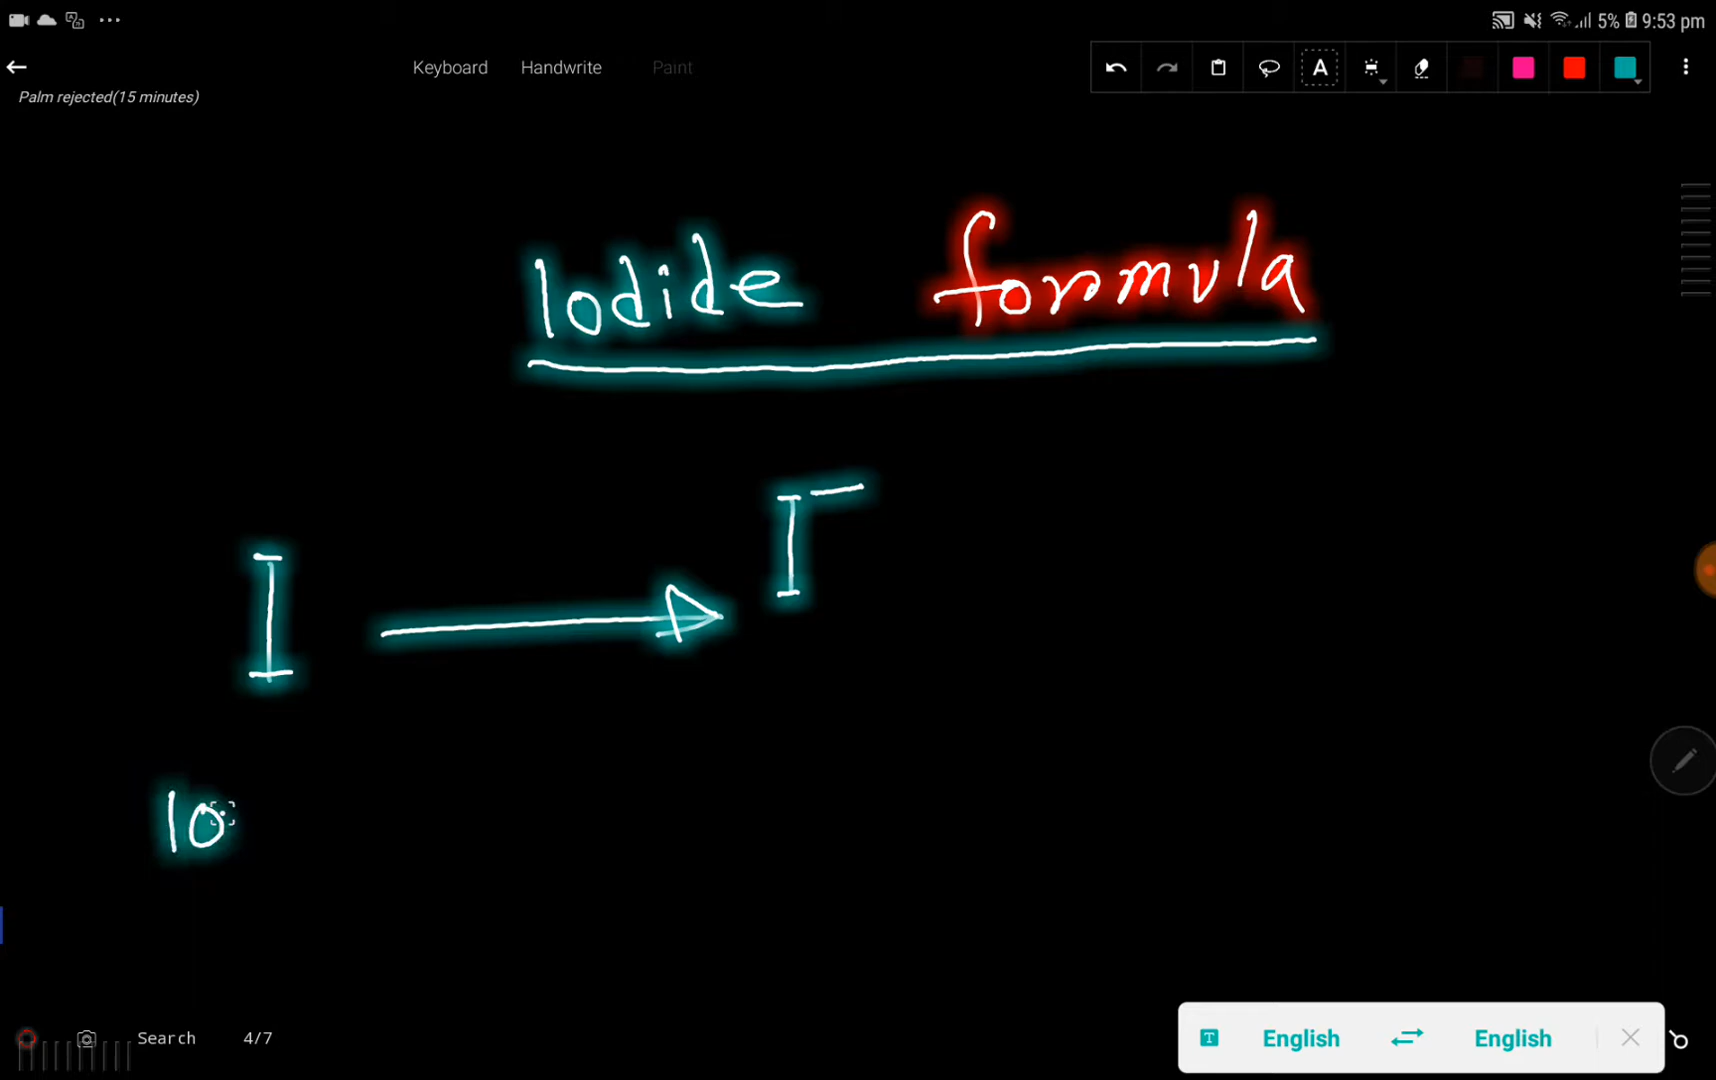 9:53 pm
5%
Keyboard Handwrite Paint
A
Palm rejected(15 minutes)
Iodide formula
I I⁻
Io
Search 4/7
T English English